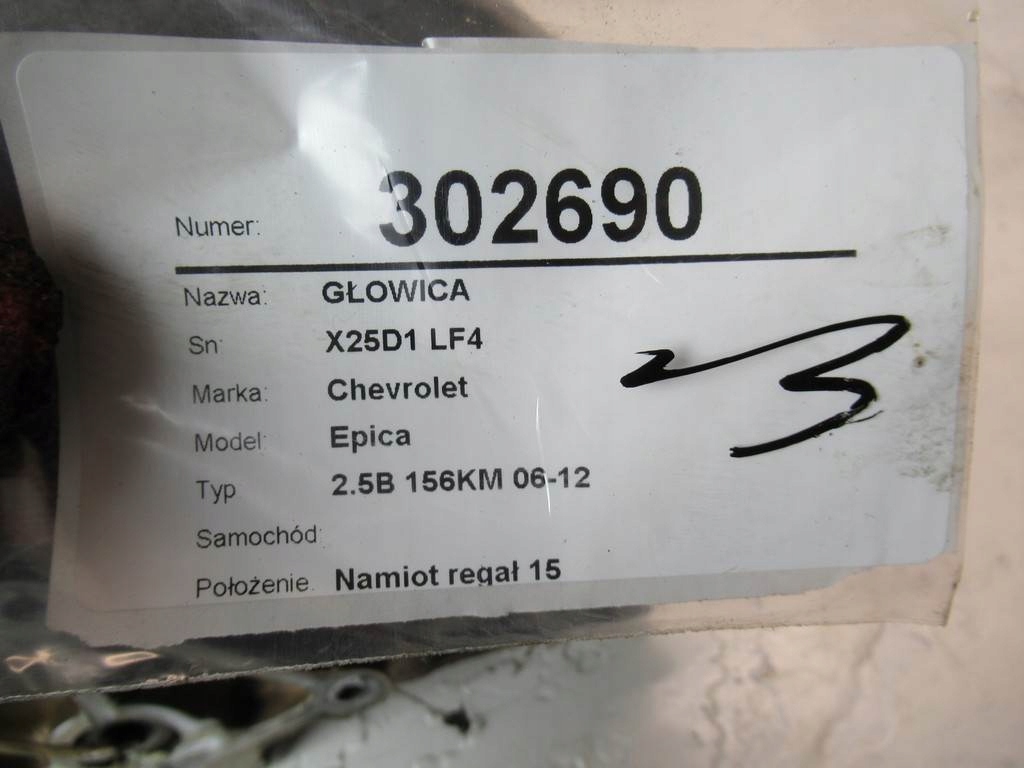 Numer: 302690
Nazwa: GŁOWICA
Sn: X25D1 LF4
Marka: Chevrolet
Model: Epica
Typ 2.5B 156KM 06-12
Samochód:
Położenie: Namiot regał 15